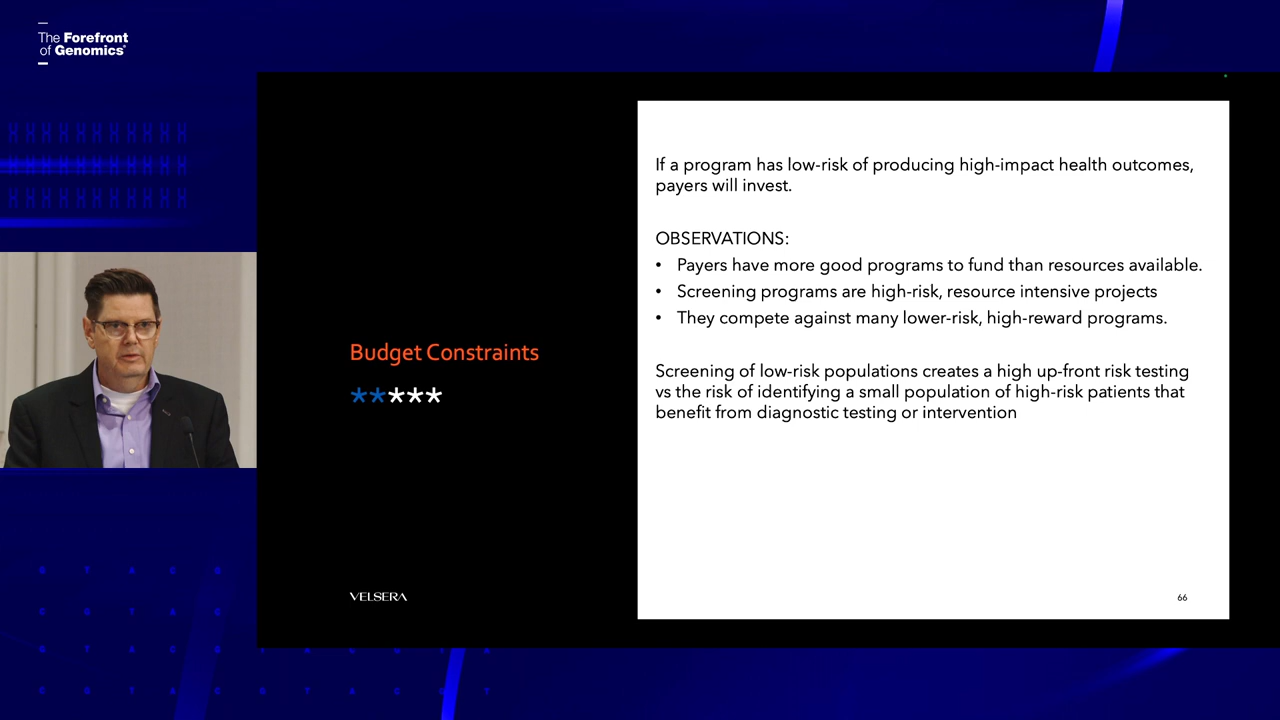 The Forefront
of Genomics®
If a program has low-risk of producing high-impact health outcomes,
payers will invest.
OBSERVATIONS:
• Payers have more good programs to fund than resources available.
• Screening programs are high-risk, resource intensive projects
• They compete against many lower-risk, high-reward programs.
Budget Constraints
*****
Screening of low-risk populations creates a high up-front risk testing
vs the risk of identifying a small population of high-risk patients that
benefit from diagnostic testing or intervention
VELSERA
66